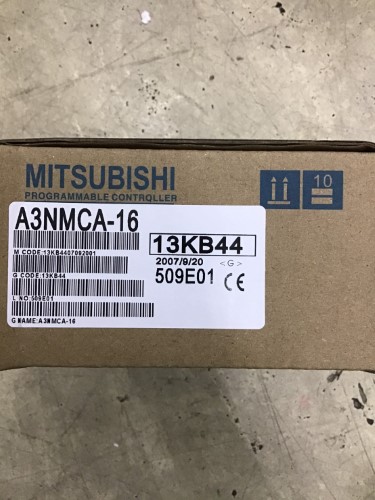 MITSUBISHI
PROGRAMMABLE CONTROLLER
10
A3NMCA-16
13KB44
M CODE:13KB4407092001
2007/9/20 <G>
509E01 CE
G CODE:13KB44
L NO.509E01
G NAME:A3NMCA-16